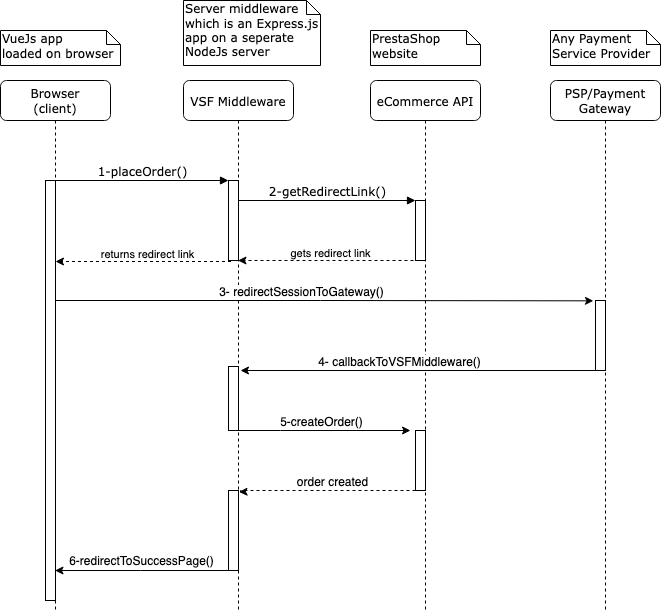 VueJs app
loaded on browser
Server middleware
which is an Express.js
app on a seperate
NodeJs server
PrestaShop
website
Any Payment
Service Provider
Browser
(client)
VSF Middleware
eCommerce API
PSP/Payment
Gateway
1-placeOrder()
2-getRedirectLink()
returns redirect link
gets redirect link
3- redirectSessionToGateway()
4- callbackToVSFMiddleware()
5-createOrder()
order created
6-redirectToSuccessPage()